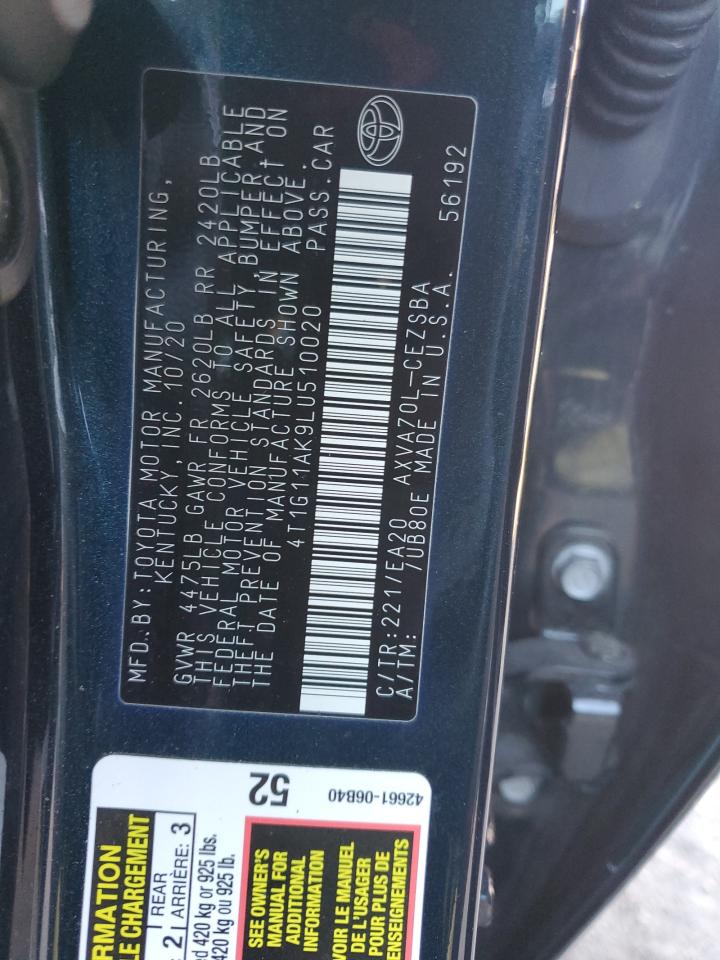 MFD. BY: TOYOTA MOTOR MANUFACTURING,
KENTUCKY, INC. 10/20
GVWR 4475LB GAWR FR 2620LB RR 2420LB
THIS VEHICLE CONFORMS TO ALL APPLICABLE
FEDERAL MOTOR VEHICLE SAFETY, BUMPER, AND
THEFT PREVENTION STANDARDS IN EFFECT ON
THE DATE OF MANUFACTURE SHOWN ABOVE.
4T1G11AK9LU510020 PASS. CAR
C/TR: 221/EA20 AXVA70L-CEZSBA 56192
A/TM: /UB80E MADE IN U.S.A.
RMATION
LE CHARGEMENT
2 REAR
ARRIÈRE: 3
ed 420 kg or 925 lbs.
420 kg ou 925 lb.
52
SEE OWNER'S
MANUAL FOR
ADDITIONAL
INFORMATION
VOIR LE MANUEL
DE L'USAGER
POUR PLUS DE
ENSEIGNEMENTS
42661-06B40